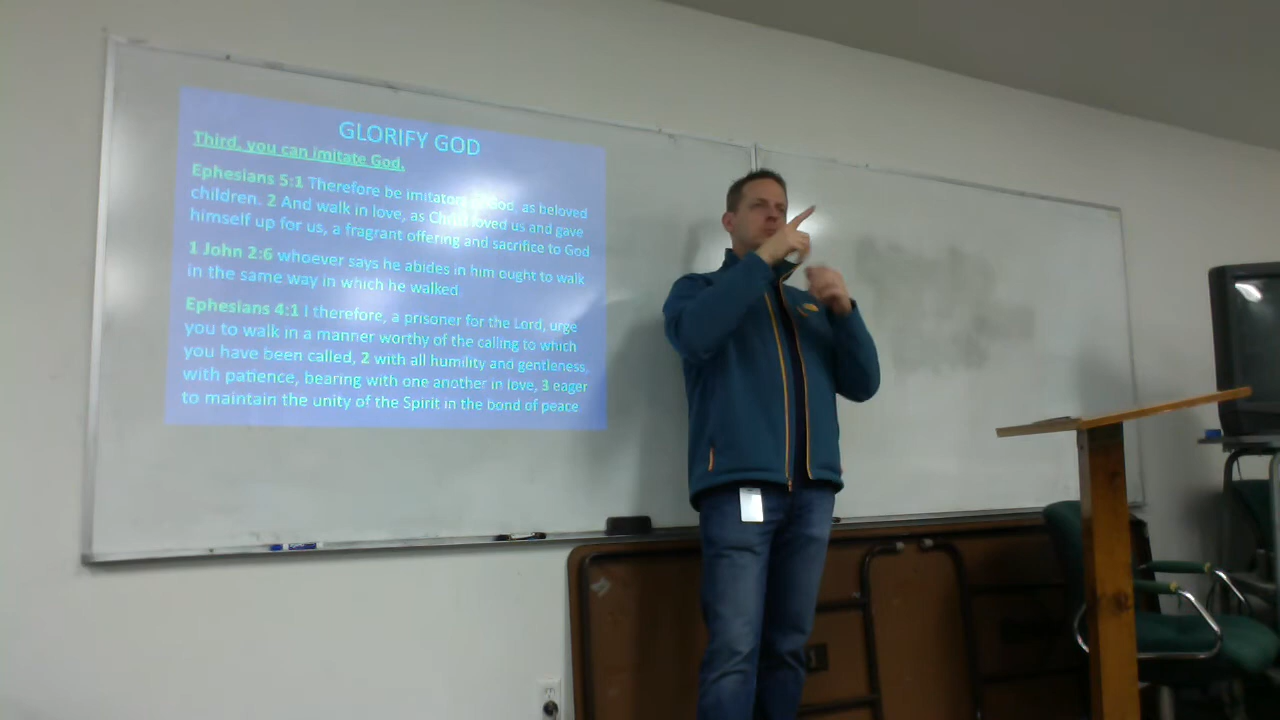 GLORIFY GOD
Third, you can imitate God.
Ephesians 5:1 Therefore be imitators of God, as beloved
children. 2 And walk in love, as Christ loved us and gave
himself up for us, a fragrant offering and sacrifice to God
1 John 2:6 whoever says he abides in him ought to walk
in the same way in which he walked
Ephesians 4:1 I therefore, a prisoner for the Lord, urge
you to walk in a manner worthy of the calling to which
you have been called, 2 with all humility and gentleness,
with patience, bearing with one another in love, 3 eager
to maintain the unity of the Spirit in the bond of peace